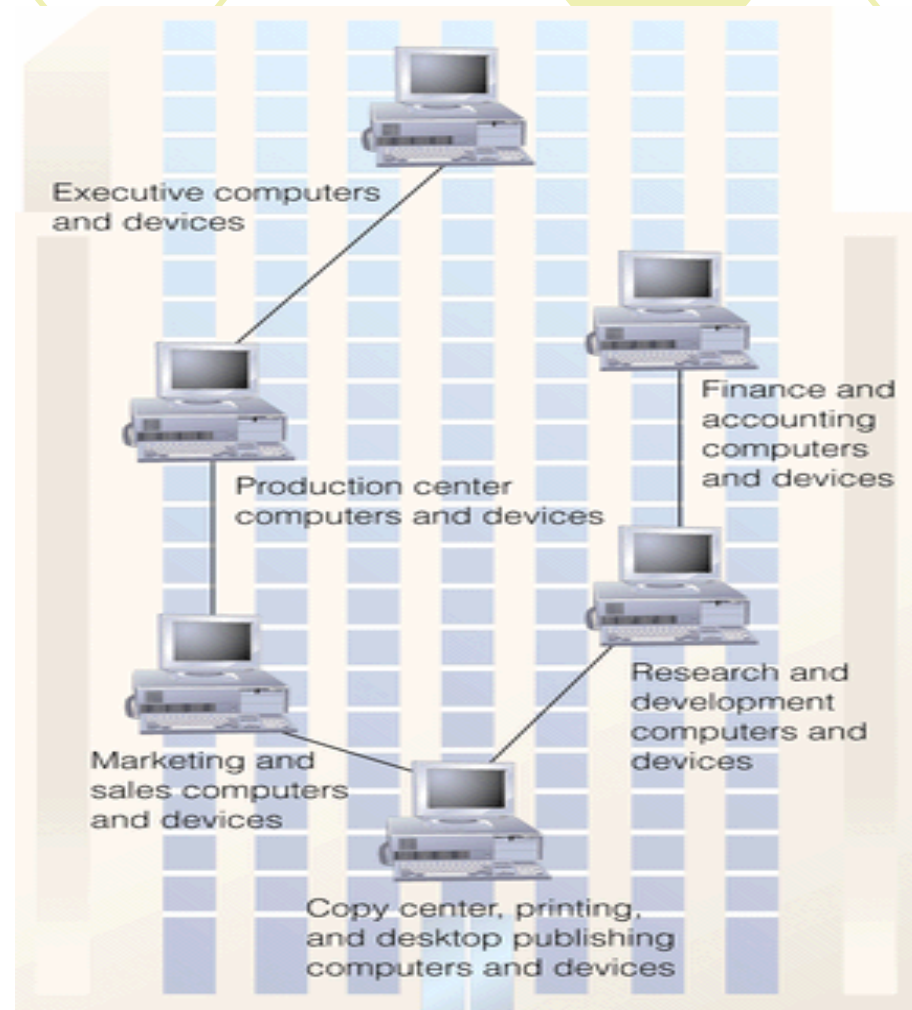 Executive computers
and devices
Finance and
accounting
computers
and devices
Production center
computers and devices
Research and
development
computers and
devices
Marketing and
sales computers
and devices
Copy center, printing,
and desktop publishing
computers and devices